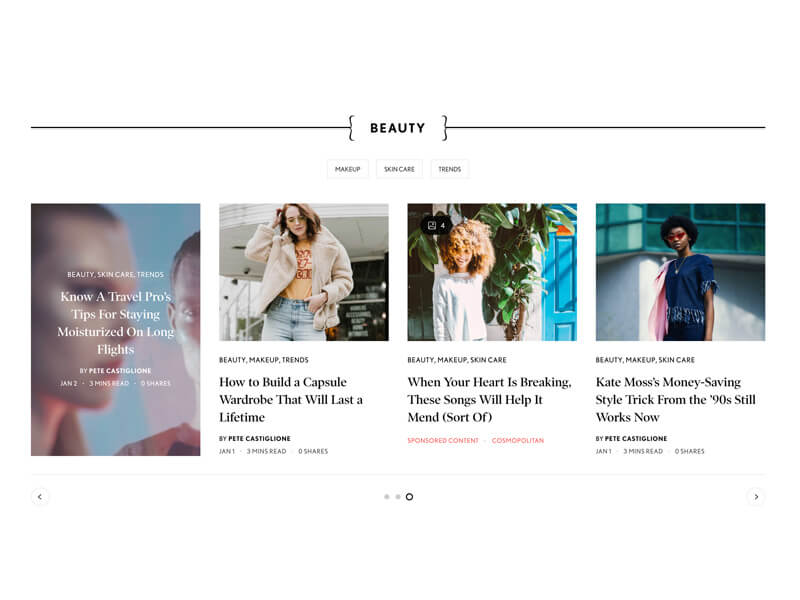 BEAUTY
MAKEUP
SKIN CARE
TRENDS
BEAUTY, SKIN CARE, TRENDS
Know A Travel Pro's
Tips For Staying
Moisturized On Long
Flights
BY PETE CASTIGLIONE
JAN 2 · 3 MINS READ · 0 SHARES
BEAUTY, MAKEUP, TRENDS
How to Build a Capsule
Wardrobe That Will Last a
Lifetime
BY PETE CASTIGLIONE
JAN 1 · 3 MINS READ · 0 SHARES
4
BEAUTY, MAKEUP, SKIN CARE
When Your Heart Is Breaking,
These Songs Will Help It
Mend (Sort Of)
SPONSORED CONTENT · COSMOPOLITAN
BEAUTY, MAKEUP, SKIN CARE
Kate Moss's Money-Saving
Style Trick From the '90s Still
Works Now
BY PETE CASTIGLIONE
JAN 1 · 3 MINS READ · 0 SHARES